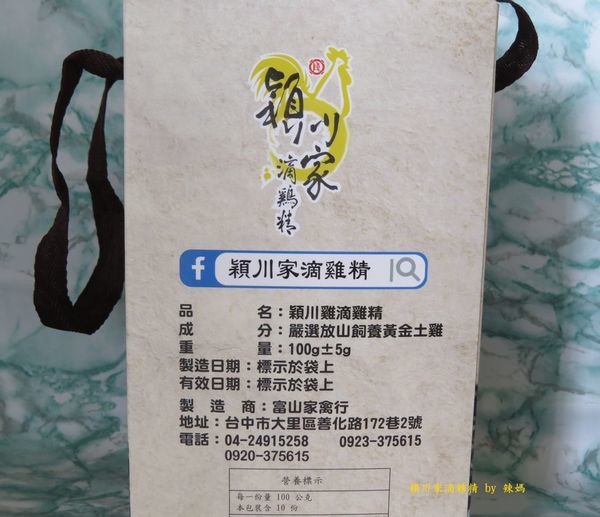 穎川家
滴鷄精
穎川家滴雞精
品名：穎川雞滴雞精
成分：嚴選放山飼養黃金土雞
重量：100g±5g
製造日期：標示於袋上
有效日期：標示於袋上
製造商：富山家禽行
地址：台中市大里區善化路172巷2號
電話：04-24915258 0923-375615
0920-375615
營養標示
每一份量 100 公克
本包裝含 10 份
穎川家滴雞精 by 辣媽